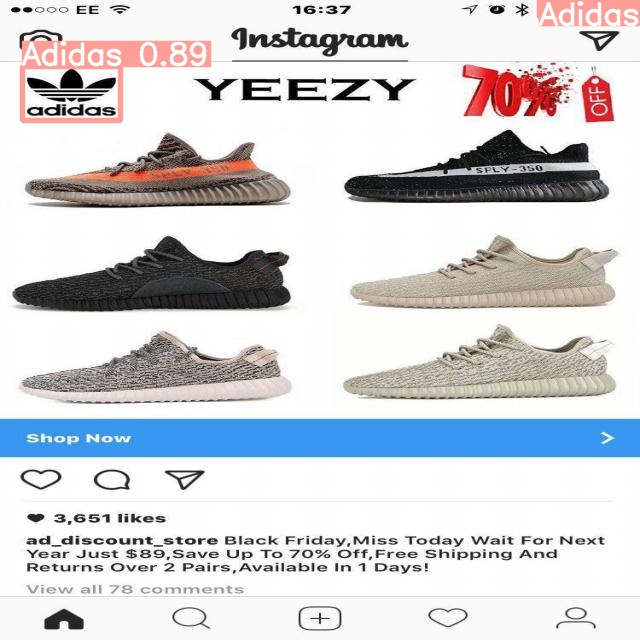 EE 16:37
Adidas
Instagram
Adidas 0.89
adidas
YEEZY
70% OFF
SPLY-350
SPLY-350
Shop Now
3,651 likes
ad_discount_store Black Friday,Miss Today Wait For Next
Year Just $89,Save Up To 70% Off,Free Shipping And
Returns Over 2 Pairs,Available In 1 Days!
View all 78 comments